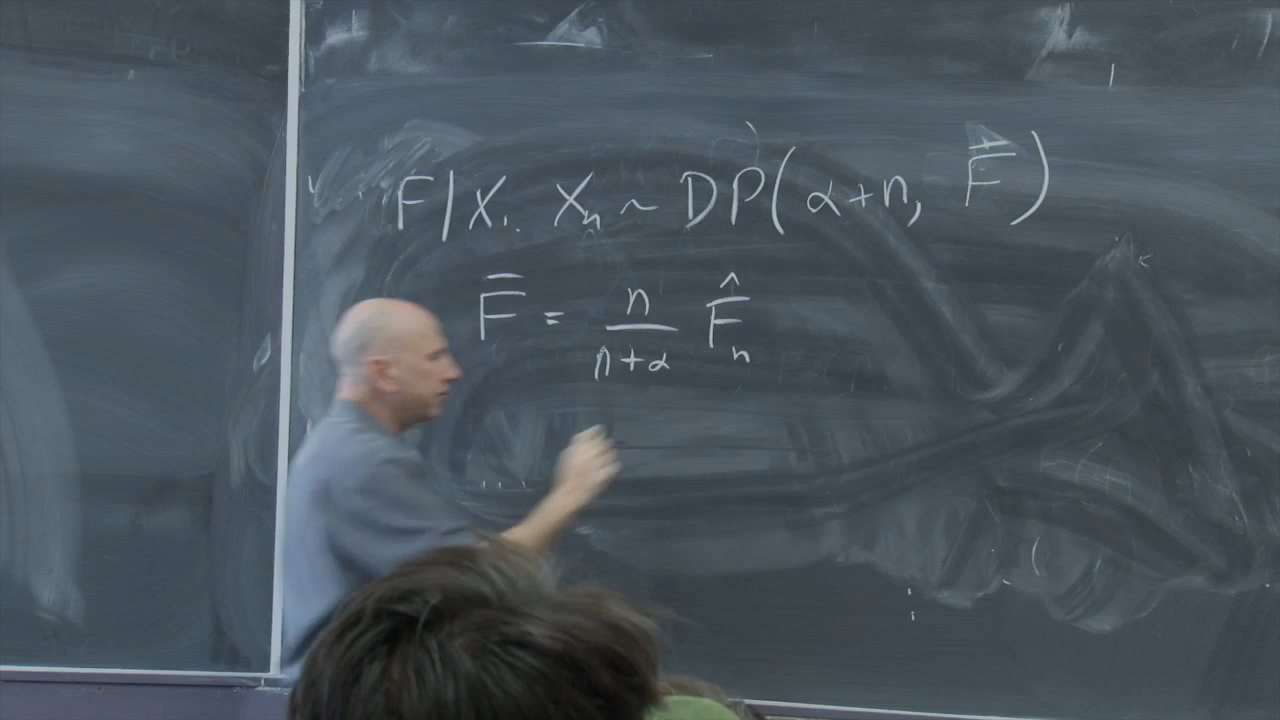 F | X₁ Xₙ ~ DP( α+n, F̄ )
F̄ = n/(n+α) F̂ₙ